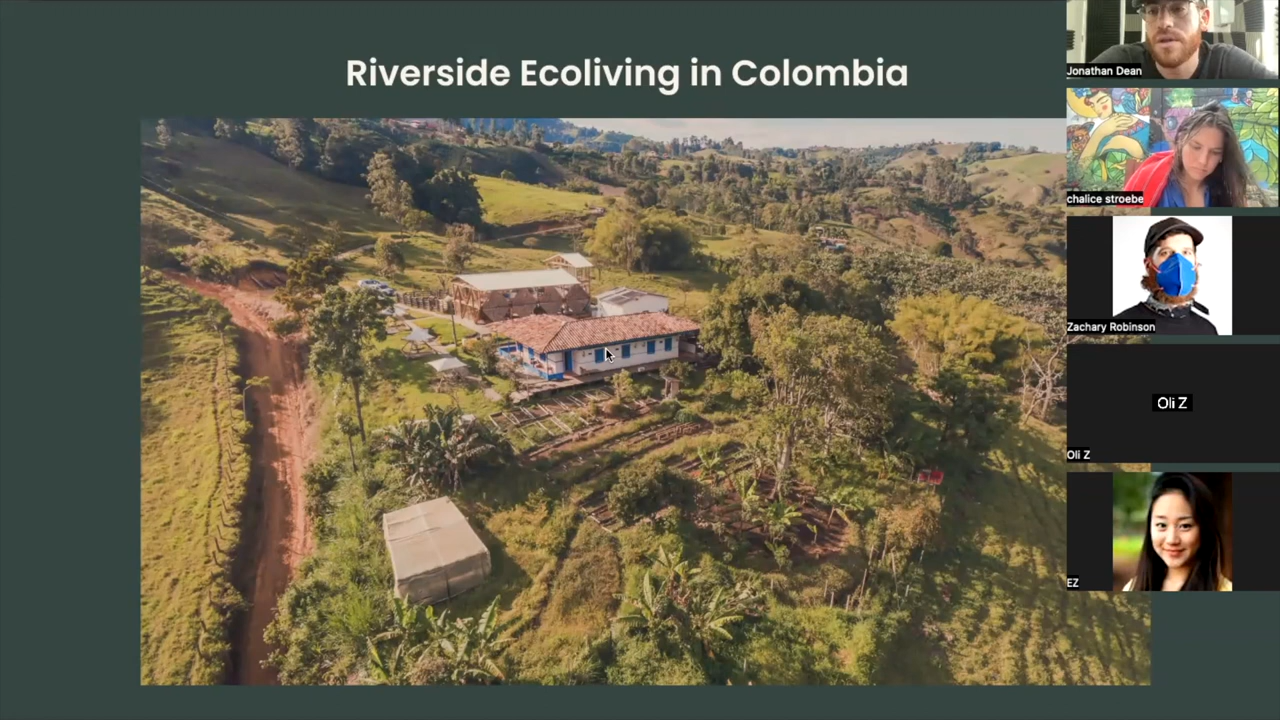 Riverside Ecoliving in Colombia
Jonathan Dean
chalice stroebe
Zachary Robinson
Oli Z
Oli Z
EZ